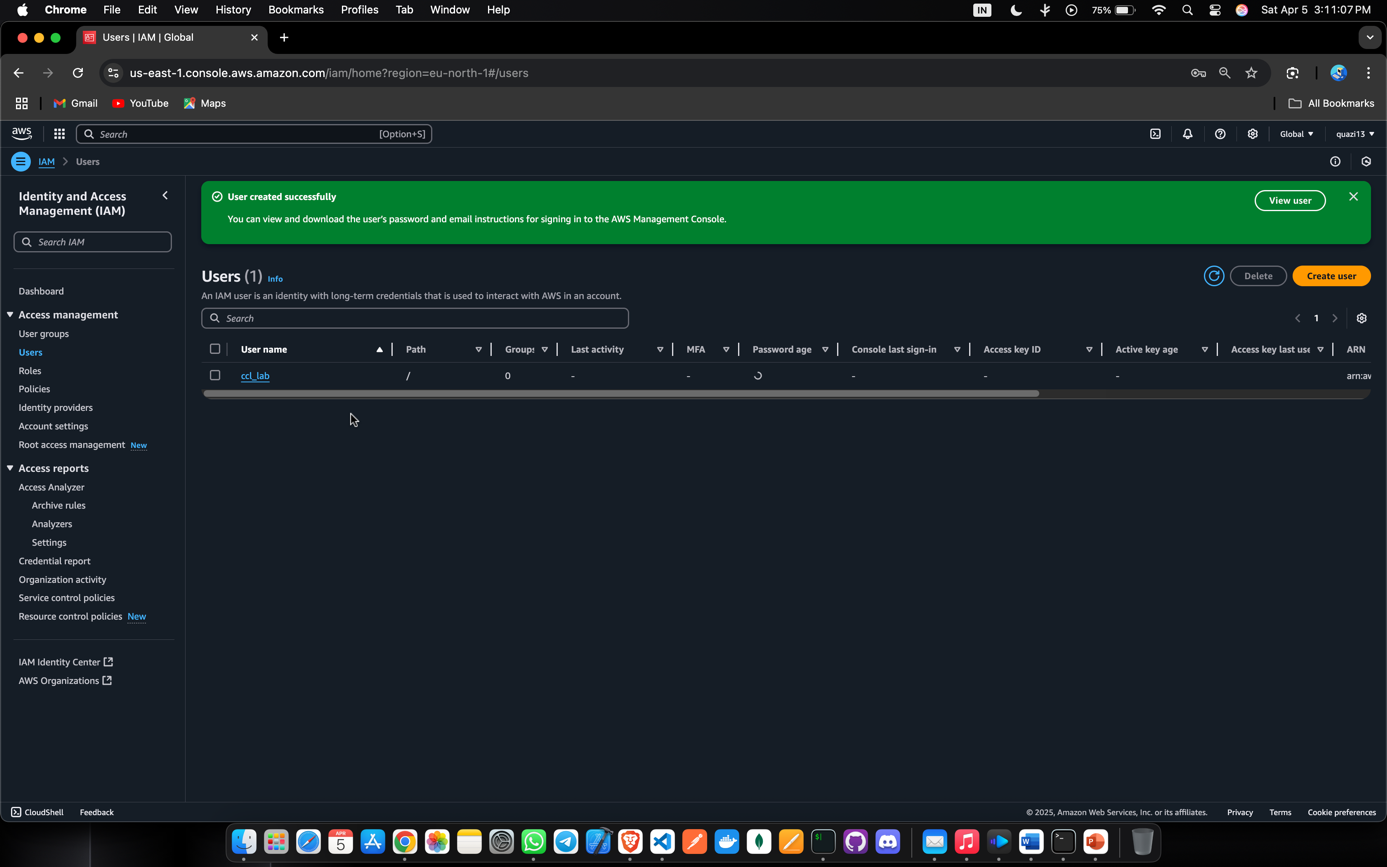 Chrome File Edit View History Bookmarks Profiles Tab Window Help IN 75% Sat Apr 5 3:11:07 PM
Users | IAM | Global
us-east-1.console.aws.amazon.com/iam/home?region=eu-north-1#/users
Gmail YouTube Maps All Bookmarks
aws Search [Option+S] Global quazi13
IAM Users
Identity and Access
Management (IAM)
Search IAM
Dashboard
Access management
User groups
Users
Roles
Policies
Identity providers
Account settings
Root access management New
Access reports
Access Analyzer
Archive rules
Analyzers
Settings
Credential report
Organization activity
Service control policies
Resource control policies New
IAM Identity Center
AWS Organizations
User created successfully
You can view and download the user's password and email instructions for signing in to the AWS Management Console.
View user
Users (1) Info
Delete Create user
An IAM user is an identity with long-term credentials that is used to interact with AWS in an account.
Search
1
User name Path Group: Last activity MFA Password age Console last sign-in Access key ID Active key age Access key last use ARN
ccl_lab / 0 - - - - - - arn:aw
CloudShell Feedback © 2025, Amazon Web Services, Inc. or its affiliates. Privacy Terms Cookie preferences
APR
5